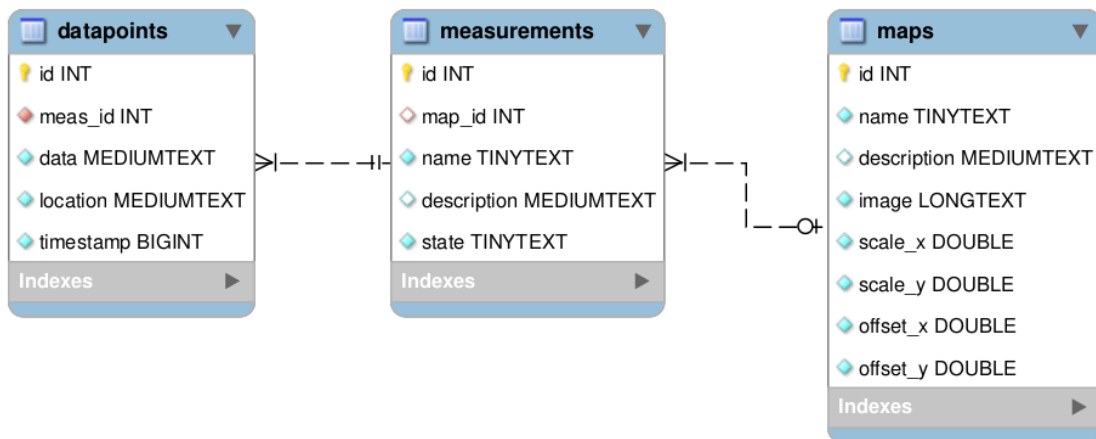 datapoints
id INT
meas_id INT
data MEDIUMTEXT
location MEDIUMTEXT
timestamp BIGINT
Indexes
measurements
id INT
map_id INT
name TINYTEXT
description MEDIUMTEXT
state TINYTEXT
Indexes
maps
id INT
name TINYTEXT
description MEDIUMTEXT
image LONGTEXT
scale_x DOUBLE
scale_y DOUBLE
offset_x DOUBLE
offset_y DOUBLE
Indexes